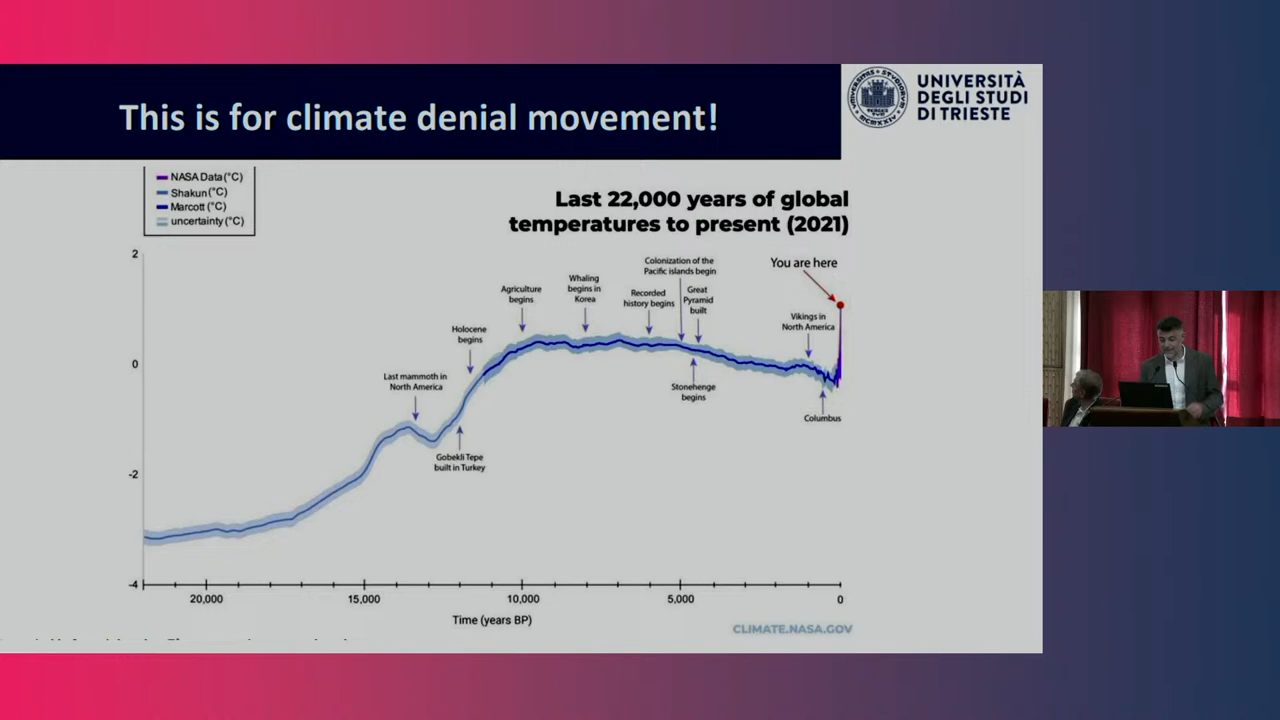 This is for climate denial movement!
UNIVERSITÀ
DEGLI STUDI
DI TRIESTE
NASA Data (°C)
Shakun (°C)
Marcott (°C)
uncertainty (°C)
Last 22,000 years of global
temperatures to present (2021)
2
0
-2
-4
Colonization of the
Pacific islands begin
You are here
Whaling
begins in
Korea
Agriculture
begins
Recorded
history begins
Great
Pyramid
built
Vikings in
North America
Holocene
begins
Last mammoth in
North America
Stonehenge
begins
Columbus
Gobekli Tepe
built in Turkey
20,000
15,000
10,000
5,000
0
Time (years BP)
CLIMATE.NASA.GOV